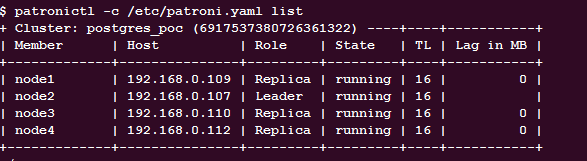 $ patronictl -c /etc/patroni.yaml list
+ Cluster: postgres_poc (6917537380726361322) ----+----+-----------+
| Member      | Host          | Role    | State   | TL | Lag in MB |
+-------------+---------------+---------+---------+----+-----------+
| node1       | 192.168.0.109 | Replica | running | 16 |         0 |
| node2       | 192.168.0.107 | Leader  | running | 16 |           |
| node3       | 192.168.0.110 | Replica | running | 16 |         0 |
| node4       | 192.168.0.112 | Replica | running | 16 |         0 |
+-------------+---------------+---------+---------+----+-----------+